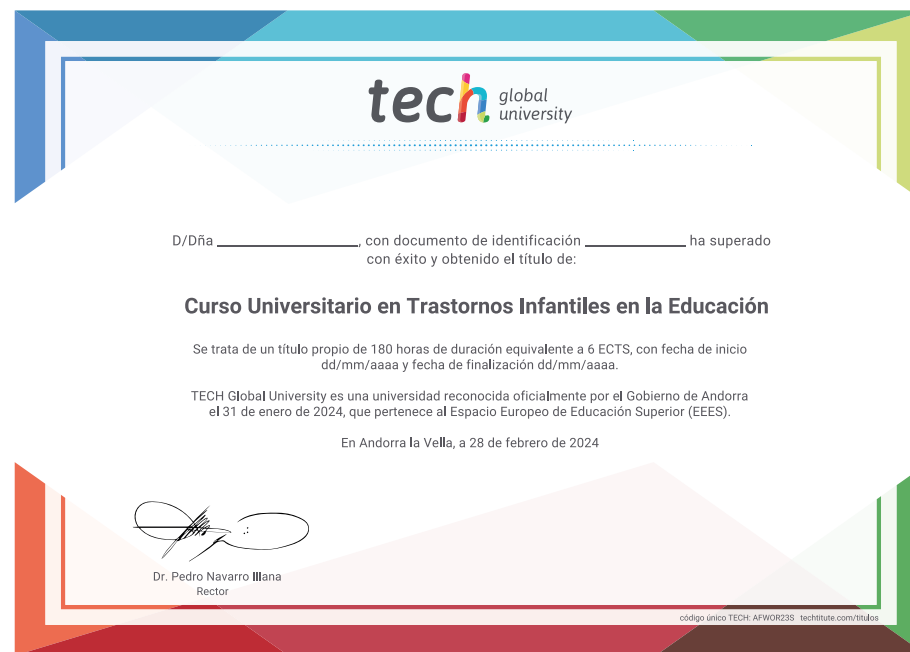 tech global university
D/Dña ____________, con documento de identificación ____________ ha superado
con éxito y obtenido el título de:
Curso Universitario en Trastornos Infantiles en la Educación
Se trata de un título propio de 180 horas de duración equivalente a 6 ECTS, con fecha de inicio
dd/mm/aaaa y fecha de finalización dd/mm/aaaa.
TECH Global University es una universidad reconocida oficialmente por el Gobierno de Andorra
el 31 de enero de 2024, que pertenece al Espacio Europeo de Educación Superior (EEES).
En Andorra la Vella, a 28 de febrero de 2024
Dr. Pedro Navarro Illana
Rector
código único TECH: AFWOR23S techtitute.com/titulos